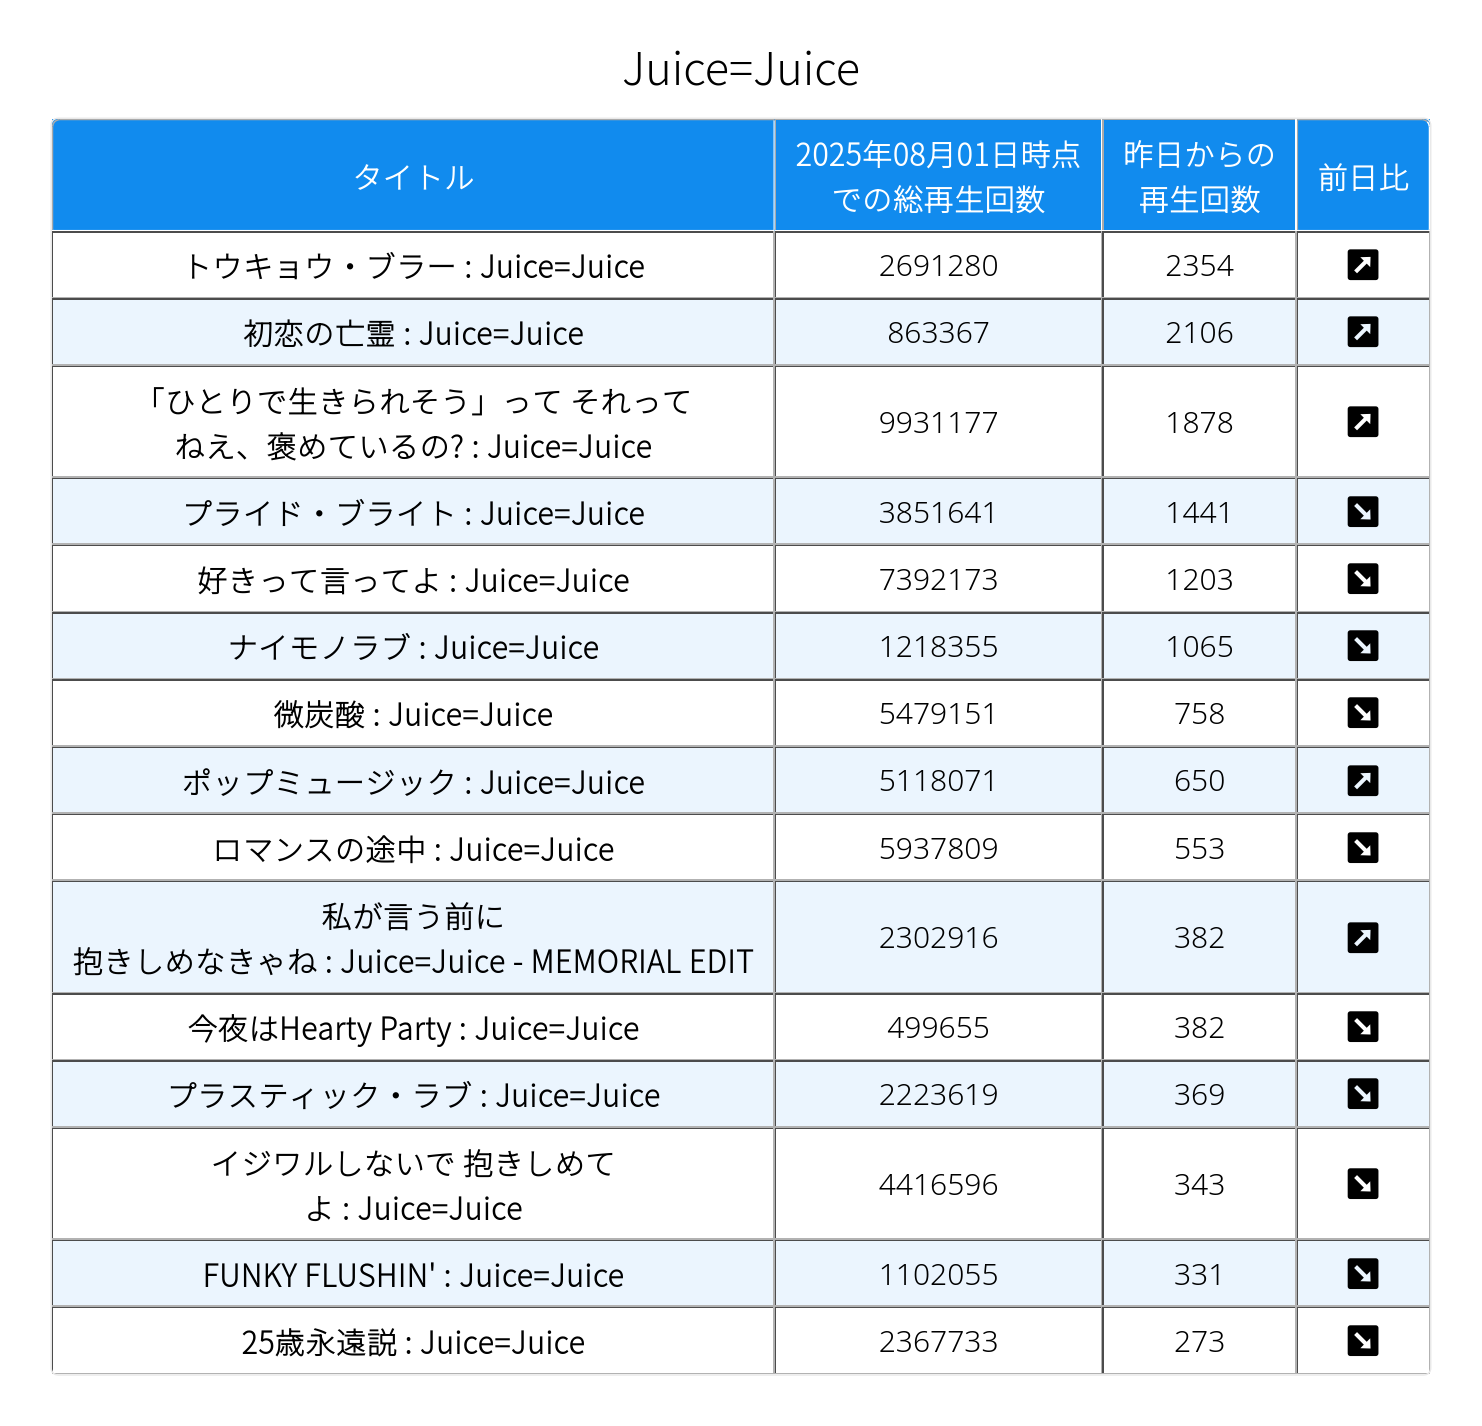 Juice=Juice
タイトル
2025年08月01日時点
での総再生回数
昨日からの
再生回数
前日比
トウキョウ・ブラー : Juice=Juice 2691280 2354
初恋の亡霊 : Juice=Juice 863367 2106
「ひとりで生きられそう」って それって
ねえ、褒めているの? : Juice=Juice 9931177 1878
プライド・ブライト : Juice=Juice 3851641 1441
好きって言ってよ : Juice=Juice 7392173 1203
ナイモノラブ : Juice=Juice 1218355 1065
微炭酸 : Juice=Juice 5479151 758
ポップミュージック : Juice=Juice 5118071 650
ロマンスの途中 : Juice=Juice 5937809 553
私が言う前に
抱きしめなきゃね : Juice=Juice - MEMORIAL EDIT 2302916 382
今夜はHearty Party : Juice=Juice 499655 382
プラスティック・ラブ : Juice=Juice 2223619 369
イジワルしないで 抱きしめて
よ : Juice=Juice 4416596 343
FUNKY FLUSHIN' : Juice=Juice 1102055 331
25歳永遠説 : Juice=Juice 2367733 273